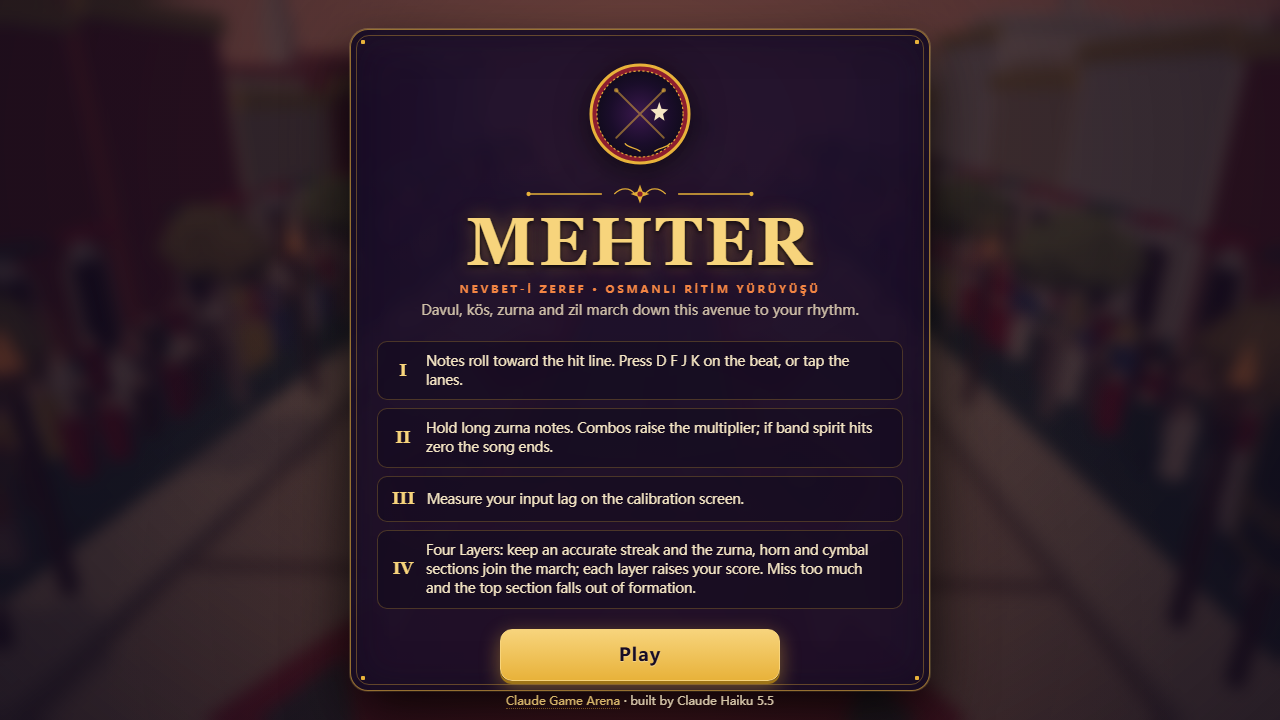 MEHTER
NEVBET-İ ZEREF • OSMANLI RİTİM YÜRÜYÜŞÜ
Davul, kös, zurna and zil march down this avenue to your rhythm.
I
Notes roll toward the hit line. Press D F J K on the beat, or tap the
lanes.
II
Hold long zurna notes. Combos raise the multiplier; if band spirit hits
zero the song ends.
III
Measure your input lag on the calibration screen.
IV
Four Layers: keep an accurate streak and the zurna, horn and cymbal
sections join the march; each layer raises your score. Miss too much
and the top section falls out of formation.
Play
Claude Game Arena · built by Claude Haiku 5.5